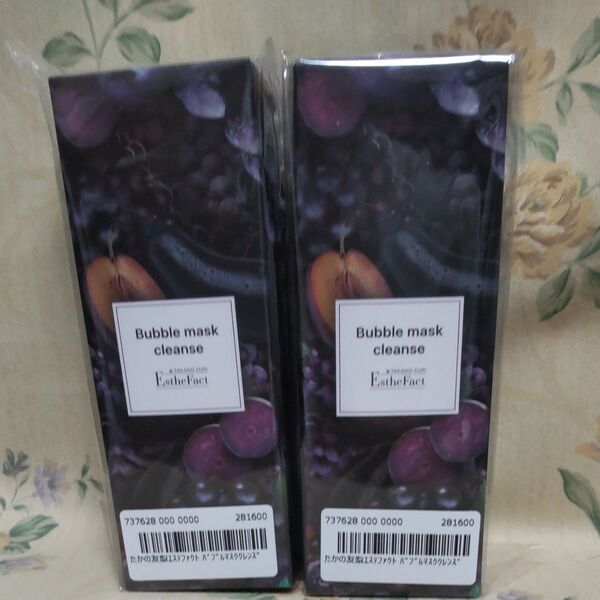 Bubble mask
cleanse
★TAKANO YURI
EstheFact
737628 000 0000 281600
たかの友梨エステファクト バブルマスククレンズ
Bubble mask
cleanse
★TAKANO YURI
EstheFact
737628 000 0000 281600
たかの友梨エステファクト バブルマスククレンズ